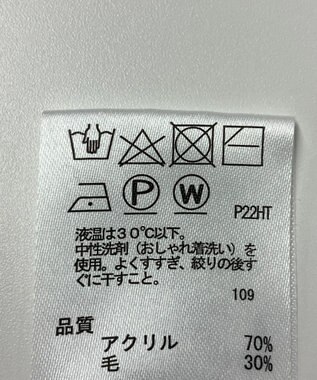 P W P22HT
液温は30℃以下。
中性洗剤（おしゃれ着洗い）を
使用。よくすすぎ、絞りの後す
ぐに干すこと。
109
品質
アクリル 70%
毛 30%